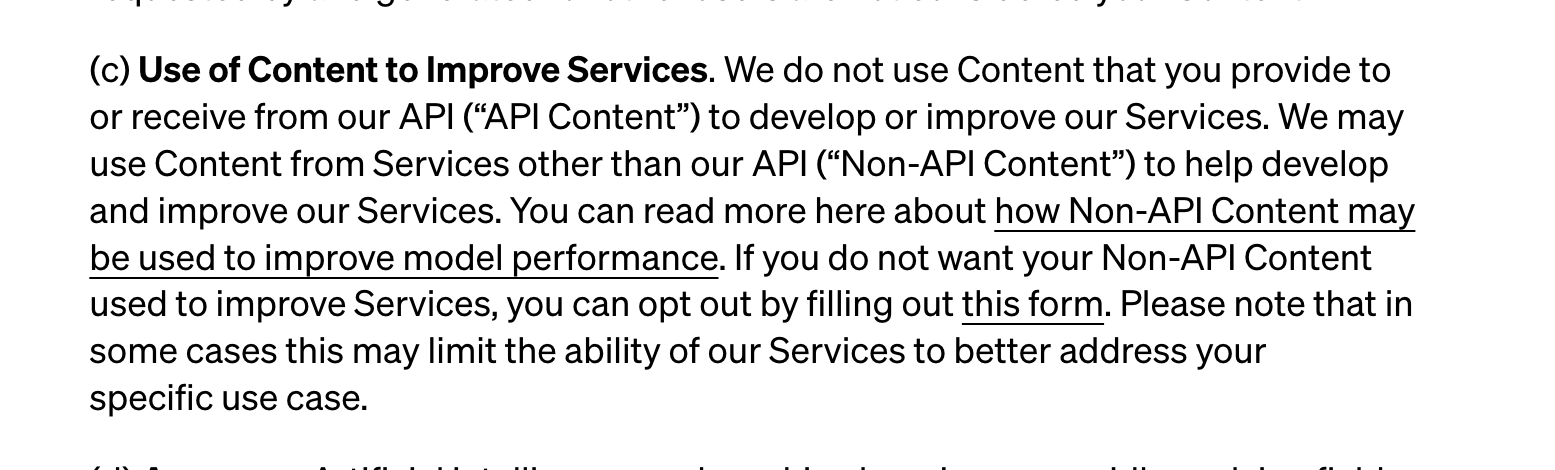 (c) Use of Content to Improve Services. We do not use Content that you provide to
or receive from our API (“API Content”) to develop or improve our Services. We may
use Content from Services other than our API (“Non-API Content”) to help develop
and improve our Services. You can read more here about how Non-API Content may
be used to improve model performance. If you do not want your Non-API Content
used to improve Services, you can opt out by filling out this form. Please note that in
some cases this may limit the ability of our Services to better address your
specific use case.